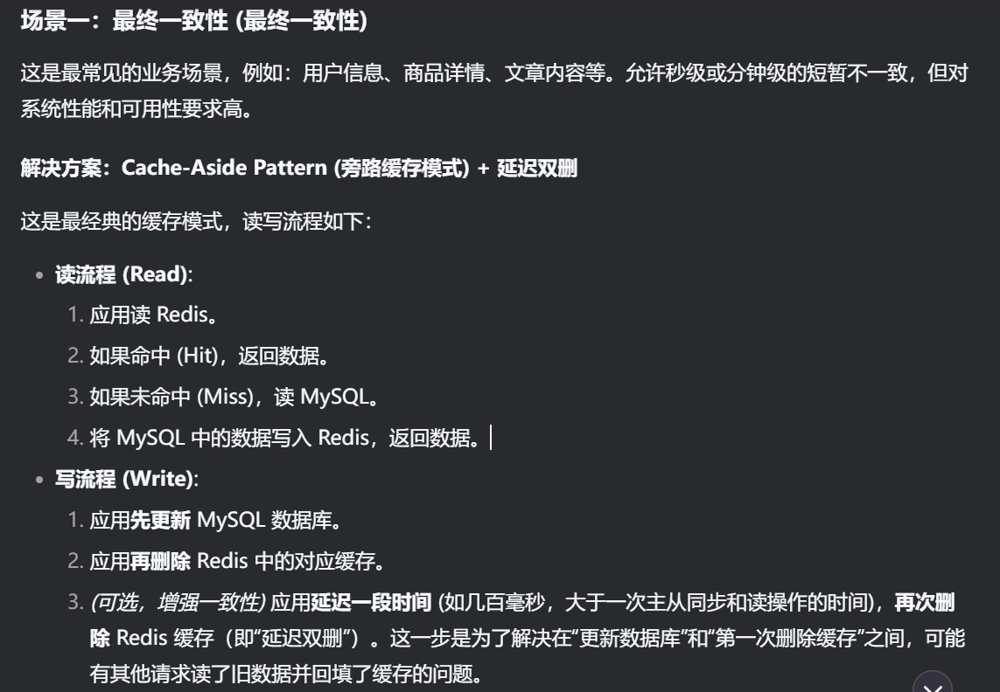 场景一：最终一致性 (最终一致性)
这是最常见的业务场景，例如：用户信息、商品详情、文章内容等。允许秒级或分钟级的短暂不一致，但对
系统性能和可用性要求高。
解决方案：Cache-Aside Pattern (旁路缓存模式) + 延迟双删
这是最经典的缓存模式，读写流程如下：
• 读流程 (Read):
1. 应用读 Redis。
2. 如果命中 (Hit)，返回数据。
3. 如果未命中 (Miss)，读 MySQL。
4. 将 MySQL 中的数据写入 Redis，返回数据。
• 写流程 (Write):
1. 应用先更新 MySQL 数据库。
2. 应用再删除 Redis 中的对应缓存。
3. (可选，增强一致性) 应用延迟一段时间 (如几百毫秒，大于一次主从同步和读操作的时间)，再次删
除 Redis 缓存（即“延迟双删”）。这一步是为了解决在“更新数据库”和“第一次删除缓存”之间，可能
有其他请求读了旧数据并回填了缓存的问题。